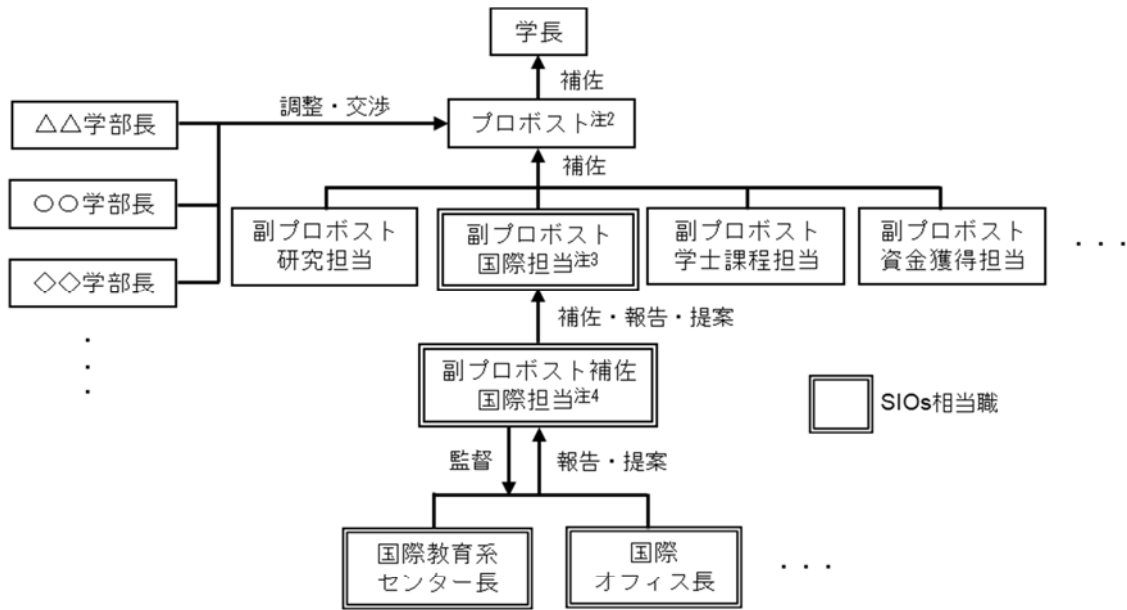 学長
補佐
調整・交渉
△△学部長
プロボスト注2
補佐
○○学部長
副プロボスト
研究担当
副プロボスト
国際担当注3
副プロボスト
学士課程担当
副プロボスト
資金獲得担当
・・・
◇◇学部長
補佐・報告・提案
・
・
・
副プロボスト補佐
国際担当注4
SIOs相当職
監督
報告・提案
国際教育系
センター長
国際
オフィス長
・・・